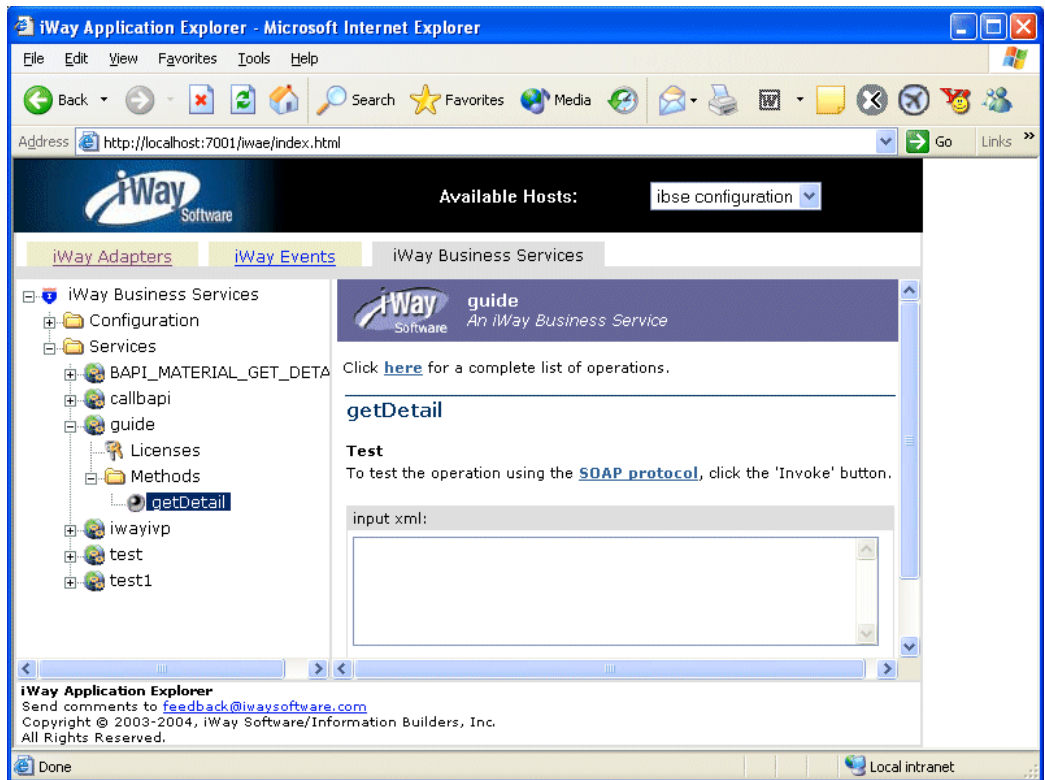 iWay Application Explorer - Microsoft Internet Explorer
File Edit View Favorites Tools Help
Back Search Favorites Media
Address http://localhost:7001/iwae/index.html Go Links »
iWay Software
Available Hosts: ibse configuration
iWay Adapters iWay Events iWay Business Services
iWay Business Services
Configuration
Services
BAPI_MATERIAL_GET_DETA
callbapi
guide
Licenses
Methods
getDetail
iwayivp
test
test1
iWay Software
guide
An iWay Business Service
Click here for a complete list of operations.
getDetail
Test
To test the operation using the SOAP protocol, click the 'Invoke' button.
input xml:
iWay Application Explorer
Send comments to feedback@iwaysoftware.com
Copyright © 2003-2004, iWay Software/Information Builders, Inc.
All Rights Reserved.
Done Local intranet